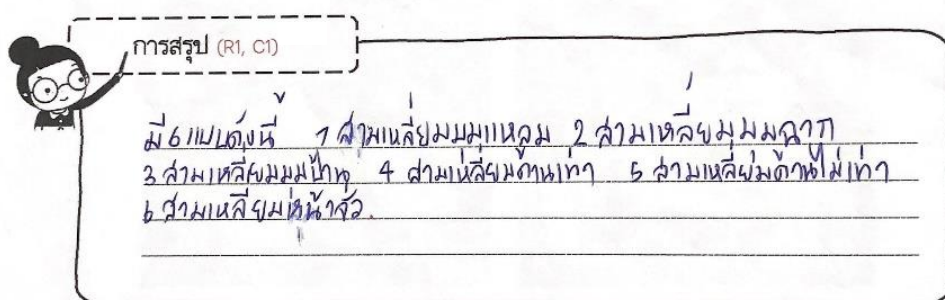 การสรุป (R1, C1)
มี 6 แบบดังนี้ 1 สามเหลี่ยมมุมแหลม 2 สามเหลี่ยมมุมฉาก
3 สามเหลี่ยมมุมป้าน 4 สามเหลี่ยมด้านเท่า 5 สามเหลี่ยมด้านไม่เท่า
6 สามเหลี่ยมหน้าจั่ว.